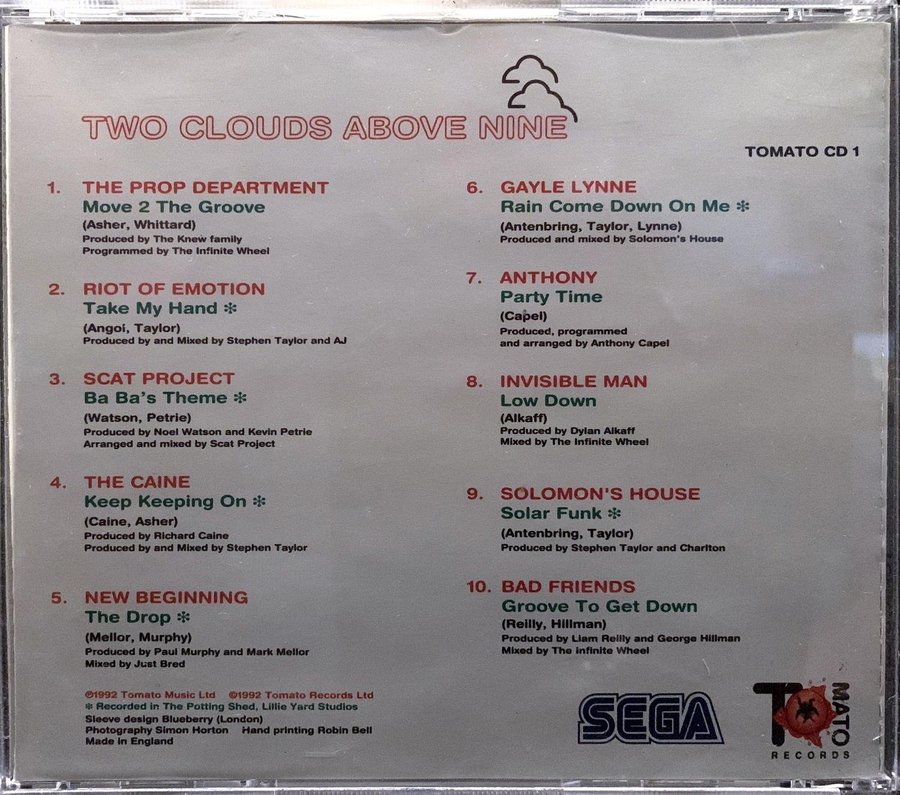 TWO CLOUDS ABOVE NINE
TOMATO CD 1
1. THE PROP DEPARTMENT
Move 2 The Groove
(Asher, Whittard)
Produced by The Knew family
Programmed by The Infinite Wheel
2. RIOT OF EMOTION
Take My Hand ✻
(Angoi, Taylor)
Produced by and Mixed by Stephen Taylor and AJ
3. SCAT PROJECT
Ba Ba's Theme ✻
(Watson, Petrie)
Produced by Noel Watson and Kevin Petrie
Arranged and mixed by Scat Project
4. THE CAINE
Keep Keeping On ✻
(Caine, Asher)
Produced by Richard Caine
Produced by and Mixed by Stephen Taylor
5. NEW BEGINNING
The Drop ✻
(Mellor, Murphy)
Produced by Paul Murphy and Mark Mellor
Mixed by Just Bred
6. GAYLE LYNNE
Rain Come Down On Me ✻
(Antenbring, Taylor, Lynne)
Produced and mixed by Solomon's House
7. ANTHONY
Party Time
(Capel)
Produced, programmed
and arranged by Anthony Capel
8. INVISIBLE MAN
Low Down
(Alkaff)
Produced by Dylan Alkaff
Mixed by The Infinite Wheel
9. SOLOMON'S HOUSE
Solar Funk ✻
(Antenbring, Taylor)
Produced by Stephen Taylor and Charlton
10. BAD FRIENDS
Groove To Get Down
(Reilly, Hillman)
Produced by Liam Reilly and George Hillman
Mixed by The infinite Wheel
℗1992 Tomato Music Ltd ©1992 Tomato Records Ltd
✻ Recorded in The Potting Shed, Lillie Yard Studios
Sleeve design Blueberry (London)
Photography Simon Horton Hand printing Robin Bell
Made in England
SEGA
TOMATO
RECORDS